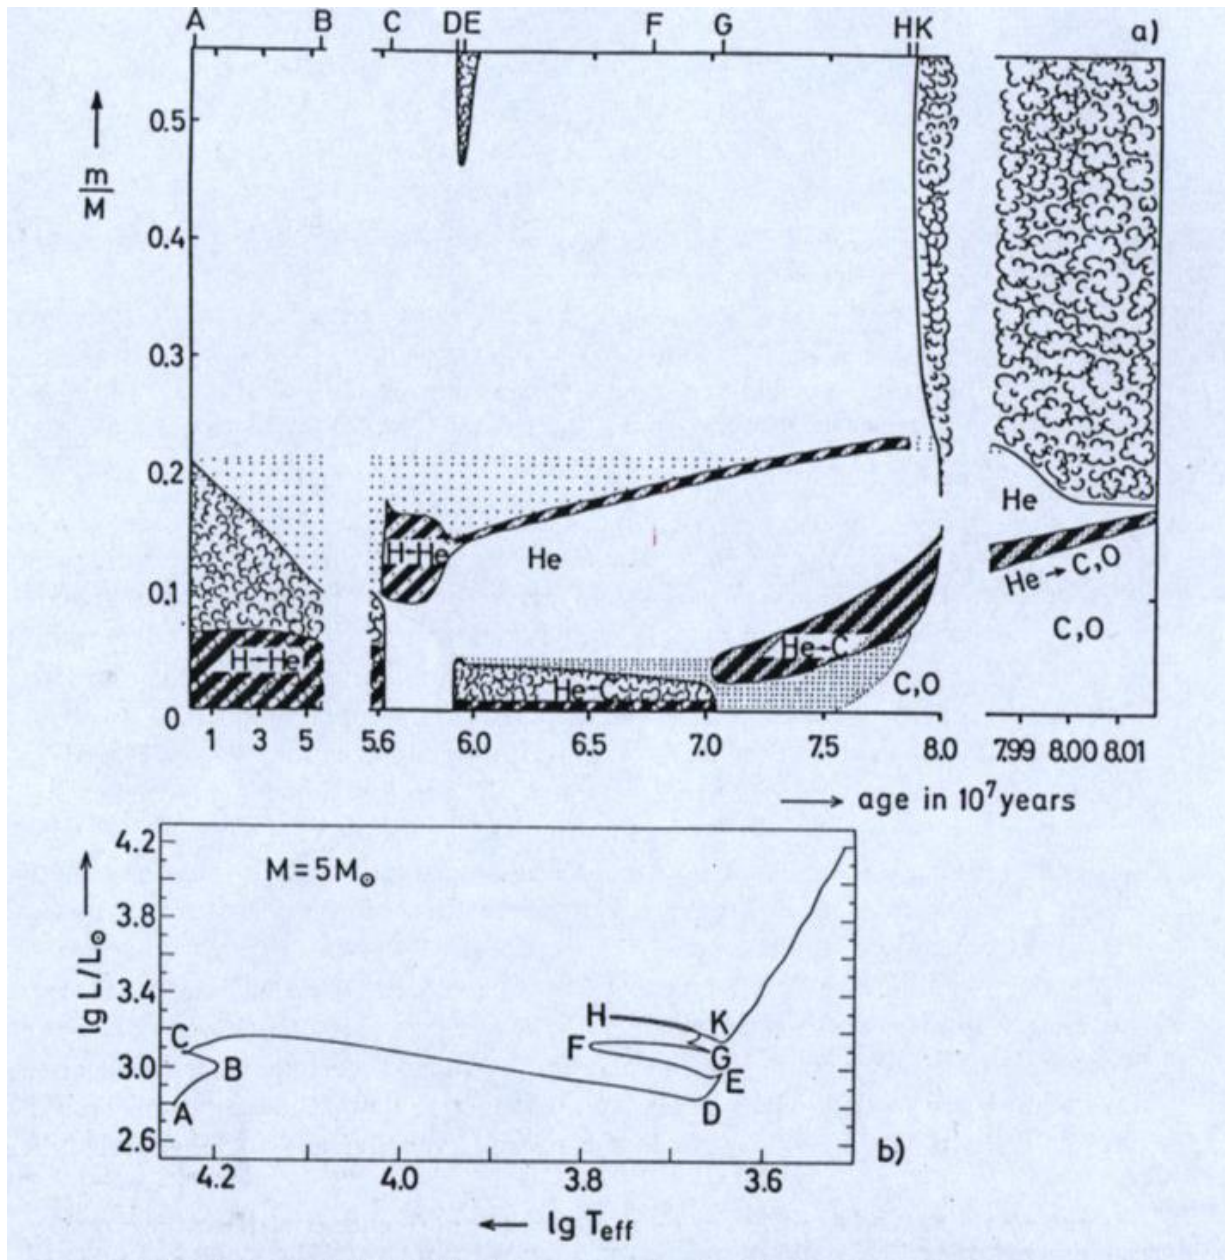 A B C D E F G H K a)
0.5
m
M
0.4
0.3
0.2
0.1
0
H→He
H→He
He
He→C
He→C
C,O
He
He→C,O
C,O
1 3 5 5.6 6.0 6.5 7.0 7.5 8.0 7.99 8.00 8.01
→ age in 10⁷ years
4.2
3.8
3.4
3.0
2.6
lg L/L⊙ →
M=5M⊙
H K
F G
C
B E
A D
b)
4.2 4.0 3.8 3.6
← lg Teff